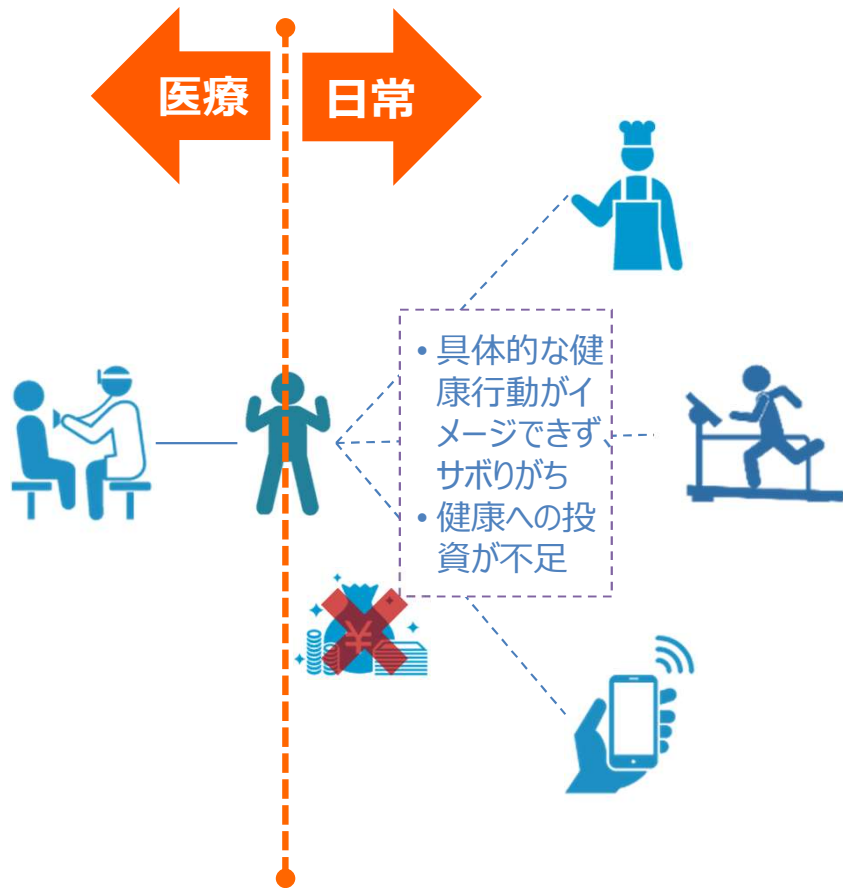 医療
日常
• 具体的な健
康行動がイ
メージできず、
サボりがち
• 健康への投
資が不足
¥